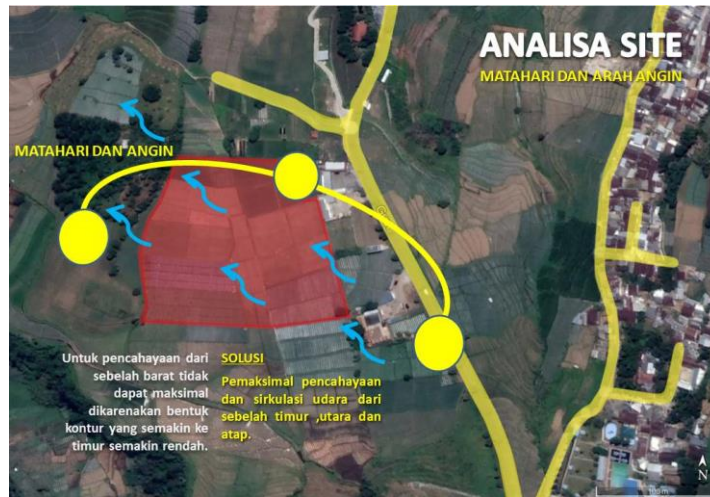 ANALISA SITE
MATAHARI DAN ARAH ANGIN
MATAHARI DAN ANGIN
Untuk pencahayaan dari
sebelah barat tidak
dapat maksimal
dikarenakan bentuk
kontur yang semakin ke
timur semakin rendah.
SOLUSI
Pemaksimal pencahayaan
dan sirkulasi udara dari
sebelah timur ,utara dan
atap.
N
100 m